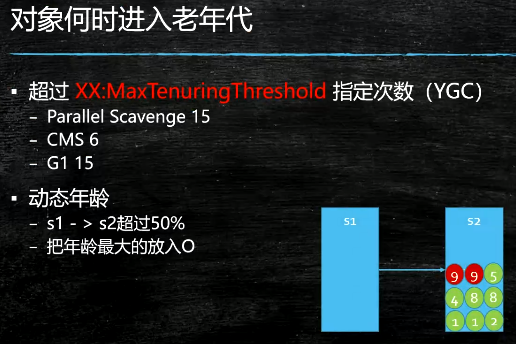 对象何时进入老年代
▪ 超过 XX:MaxTenuringThreshold 指定次数（YGC）
– Parallel Scavenge 15
– CMS 6
– G1 15
▪ 动态年龄
– s1 - > s2超过50%
– 把年龄最大的放入O
s1
s2
9 9 5
4 8 8
1 1 2